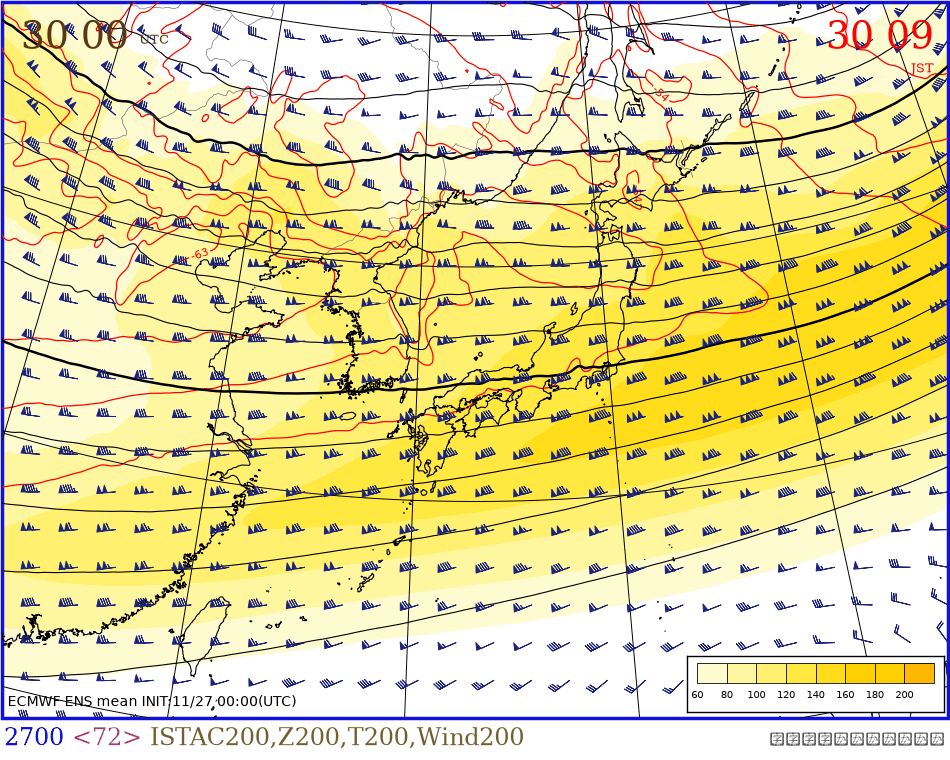 30 00 UTC
30 09
JST
-54
-54
-63
ECMWF ENS mean INIT:11/27 00:00(UTC)
60 80 100 120 140 160 180 200
2700 <72> ISTAC200,Z200,T200,Wind200